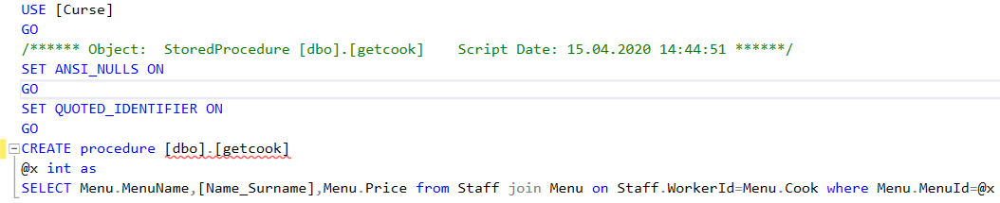 USE [Curse]
GO
/****** Object:  StoredProcedure [dbo].[getcook]    Script Date: 15.04.2020 14:44:51 ******/
SET ANSI_NULLS ON
GO
SET QUOTED_IDENTIFIER ON
GO
CREATE procedure [dbo].[getcook]
@x int as
SELECT Menu.MenuName,[Name_Surname],Menu.Price from Staff join Menu on Staff.WorkerId=Menu.Cook where Menu.MenuId=@x